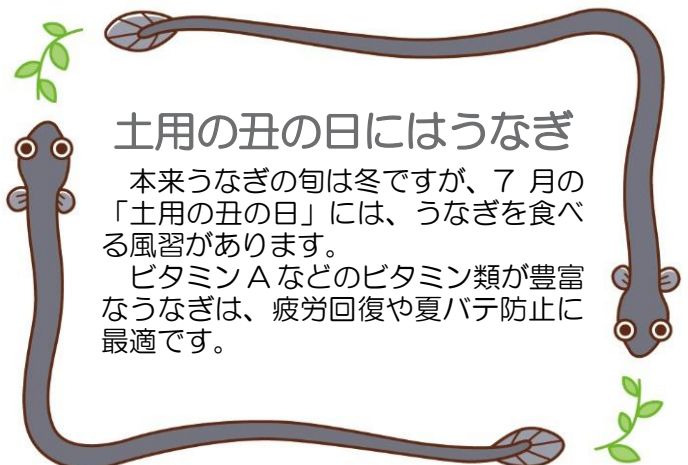 土用の丑の日にはうなぎ
　本来うなぎの旬は冬ですが、7 月の
「土用の丑の日」には、うなぎを食べ
る風習があります。
　ビタミン A などのビタミン類が豊富
なうなぎは、疲労回復や夏バテ防止に
最適です。